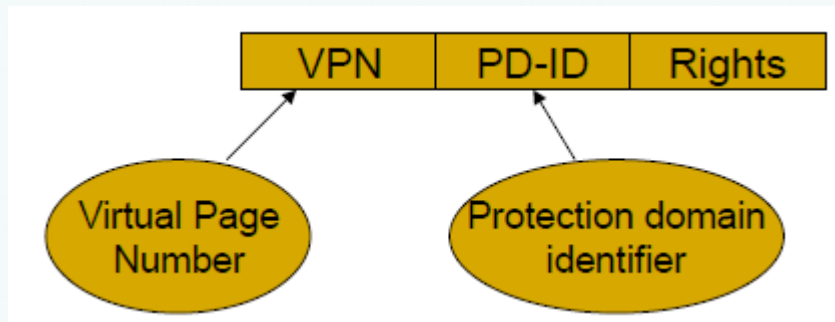 VPN PD-ID Rights
Virtual Page
Number
Protection domain
identifier